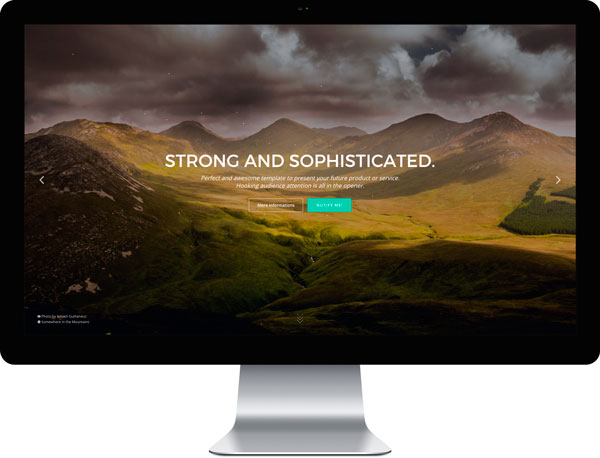 STRONG AND SOPHISTICATED.
Perfect and awesome template to present your future product or service.
Hooking audience attention is all in the opener.
More informations
NOTIFY ME!
Photo by
Somewhere in the Mountains